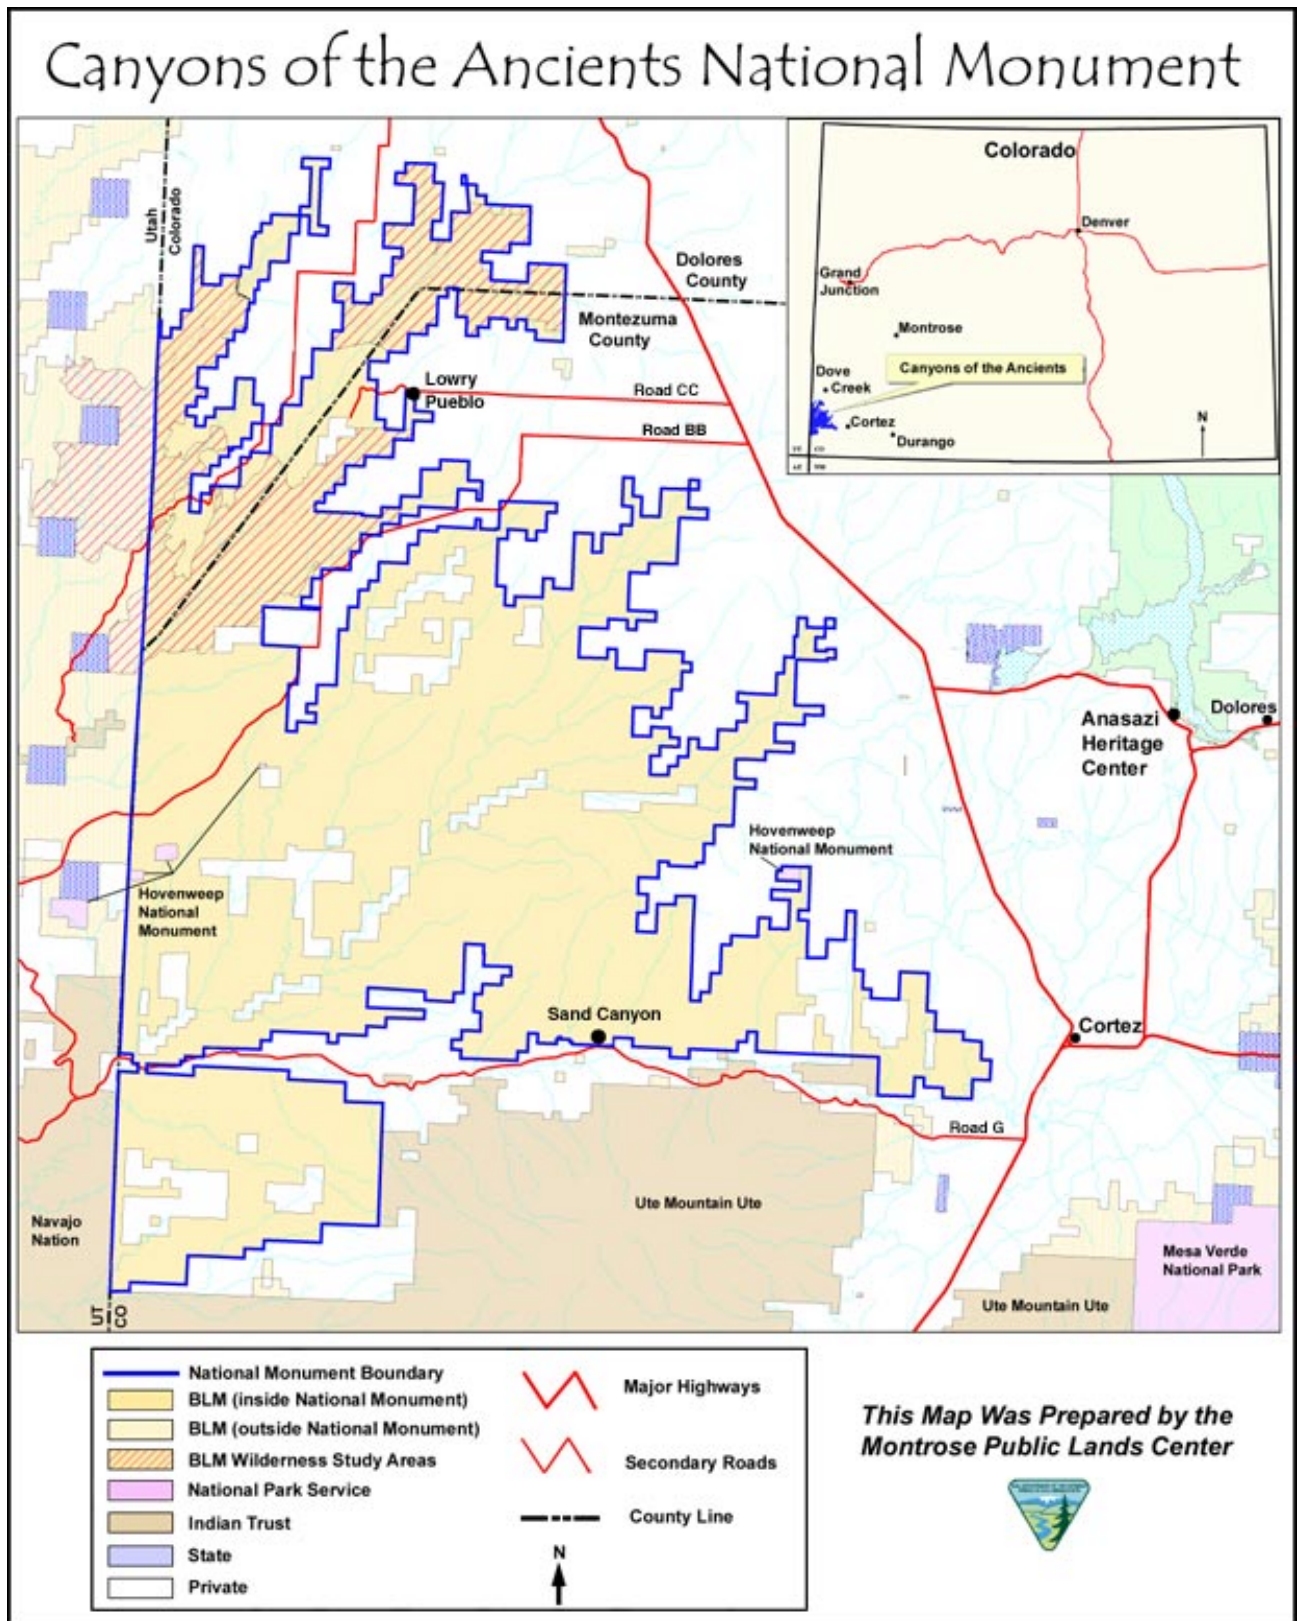 Canyons of the Ancients National Monument
Utah
Colorado
Colorado
Denver
Grand
Junction
Montrose
Dove
Creek
Canyons of the Ancients
Cortez
Durango
N
Dolores
County
Montezuma
County
Lowry
Pueblo
Road CC
Road BB
Anasazi
Heritage
Center
Dolores
Hovenweep
National Monument
Hovenweep
National
Monument
Sand Canyon
Cortez
Road G
Navajo
Nation
Ute Mountain Ute
Mesa Verde
National Park
Ute Mountain Ute
UT
CO
National Monument Boundary
BLM (inside National Monument)
BLM (outside National Monument)
BLM Wilderness Study Areas
National Park Service
Indian Trust
State
Private
Major Highways
Secondary Roads
County Line
N
This Map Was Prepared by the
Montrose Public Lands Center